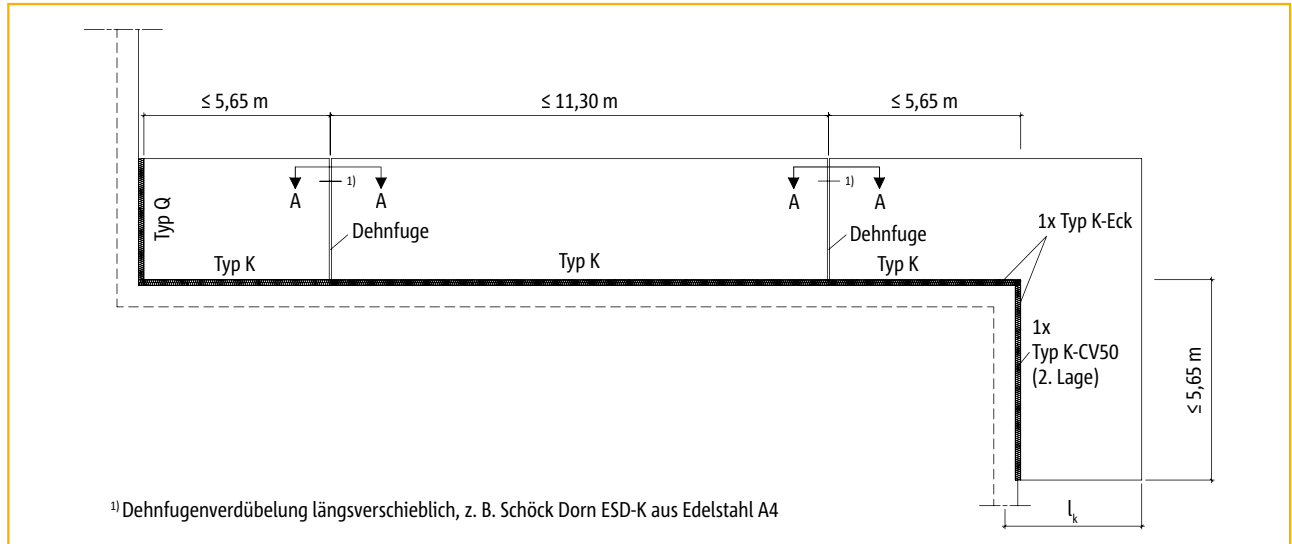 ≤ 5,65 m
≤ 11,30 m
≤ 5,65 m
1)
1)
A
A
A
A
Typ Q
Dehnfuge
Dehnfuge
1x Typ K-Eck
Typ K
Typ K
Typ K
1x
Typ K-CV50
(2. Lage)
≤ 5,65 m
1) Dehnfugenverdübelung längsverschieblich, z. B. Schöck Dorn ESD-K aus Edelstahl A4
lk